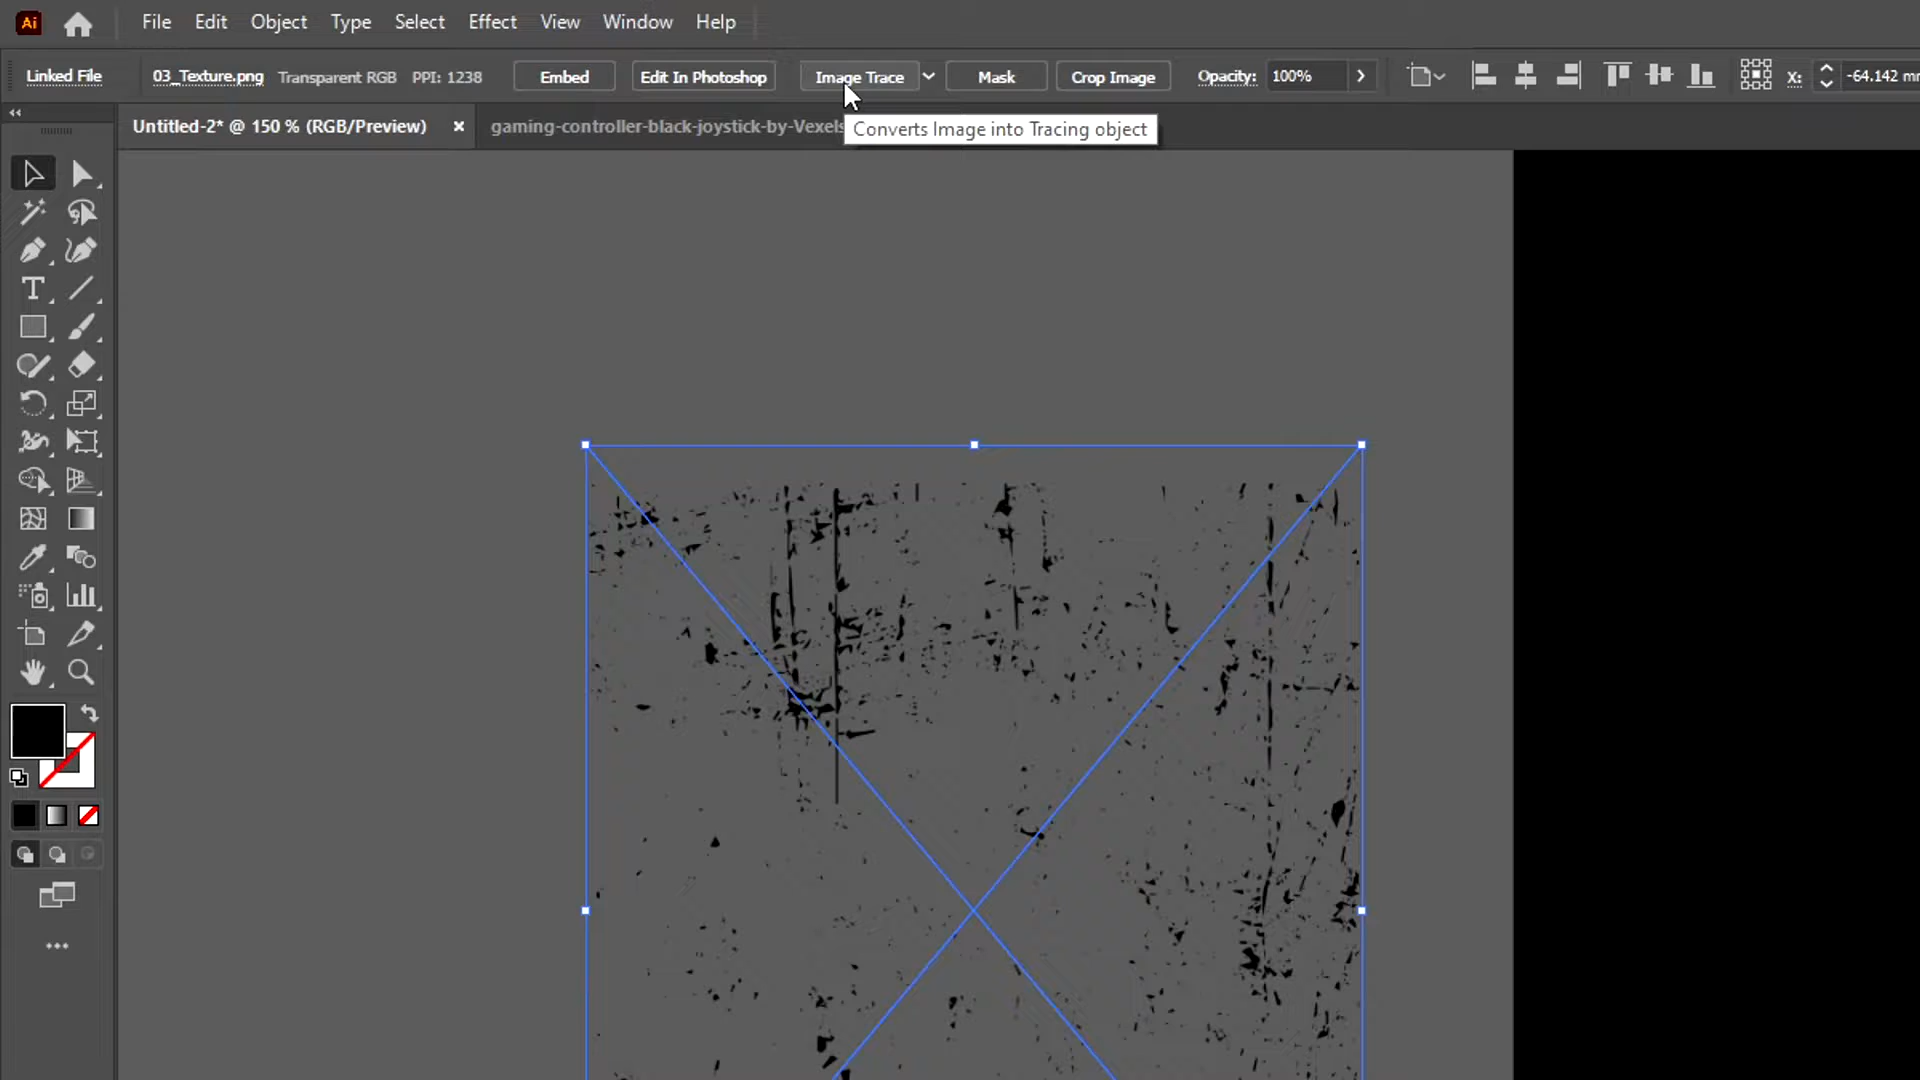 Ai File Edit Object Type Select Effect View Window Help
Linked File 03_Texture.png Transparent RGB PPI: 1238 Embed Edit In Photoshop Image Trace Mask Crop Image Opacity: 100% X: -64.142
Untitled-2* @ 150 % (RGB/Preview) × gaming-controller-black-joystick-by-Vexels
Converts Image into Tracing object